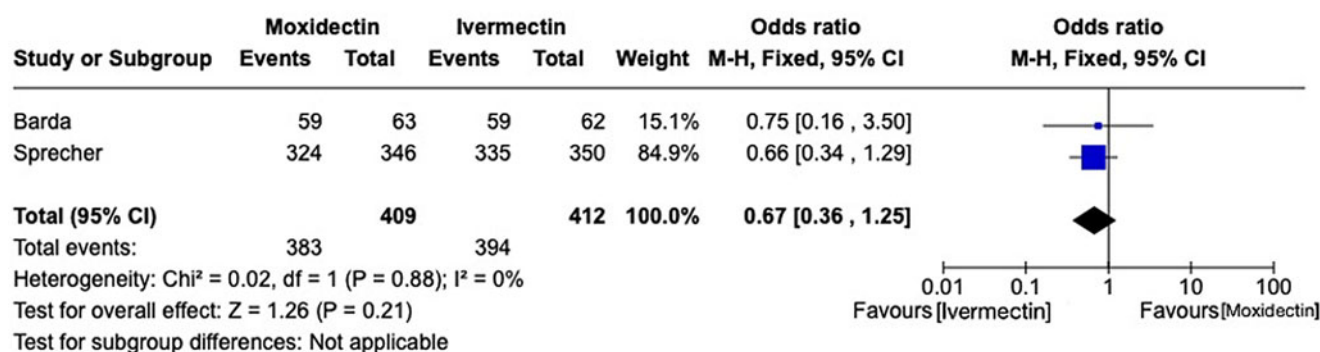 Moxidectin Ivermectin Odds ratio Odds ratio
Study or Subgroup Events Total Events Total Weight M-H, Fixed, 95% CI M-H, Fixed, 95% CI
Barda 59 63 59 62 15.1% 0.75 [0.16 , 3.50]
Sprecher 324 346 335 350 84.9% 0.66 [0.34 , 1.29]
Total (95% CI) 409 412 100.0% 0.67 [0.36 , 1.25]
Total events: 383 394
Heterogeneity: Chi² = 0.02, df = 1 (P = 0.88); I² = 0%
Test for overall effect: Z = 1.26 (P = 0.21)
Test for subgroup differences: Not applicable
0.01 0.1 1 10 100
Favours [Ivermectin] Favours [Moxidectin]